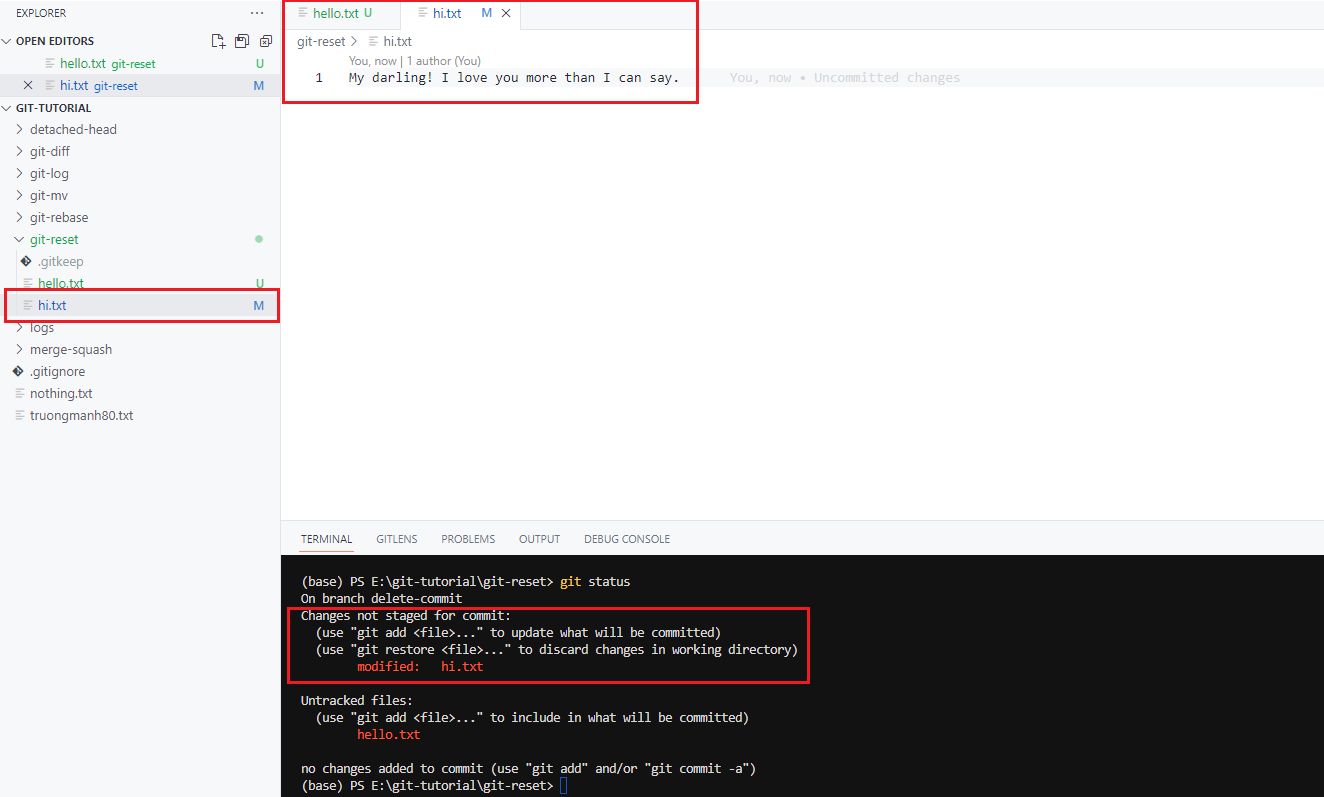 EXPLORER
OPEN EDITORS
hello.txt git-reset U
hi.txt git-reset M
GIT-TUTORIAL
detached-head
git-diff
git-log
git-mv
git-rebase
git-reset
.gitkeep
hello.txt U
hi.txt M
logs
merge-squash
.gitignore
nothing.txt
truongmanh80.txt
hello.txt U hi.txt M
git-reset > hi.txt
You, now | 1 author (You)
1 My darling! I love you more than I can say. You, now • Uncommitted changes
TERMINAL GITLENS PROBLEMS OUTPUT DEBUG CONSOLE
(base) PS E:\git-tutorial\git-reset> git status
On branch delete-commit
Changes not staged for commit:
(use "git add <file>..." to update what will be committed)
(use "git restore <file>..." to discard changes in working directory)
modified: hi.txt
Untracked files:
(use "git add <file>..." to include in what will be committed)
hello.txt
no changes added to commit (use "git add" and/or "git commit -a")
(base) PS E:\git-tutorial\git-reset>